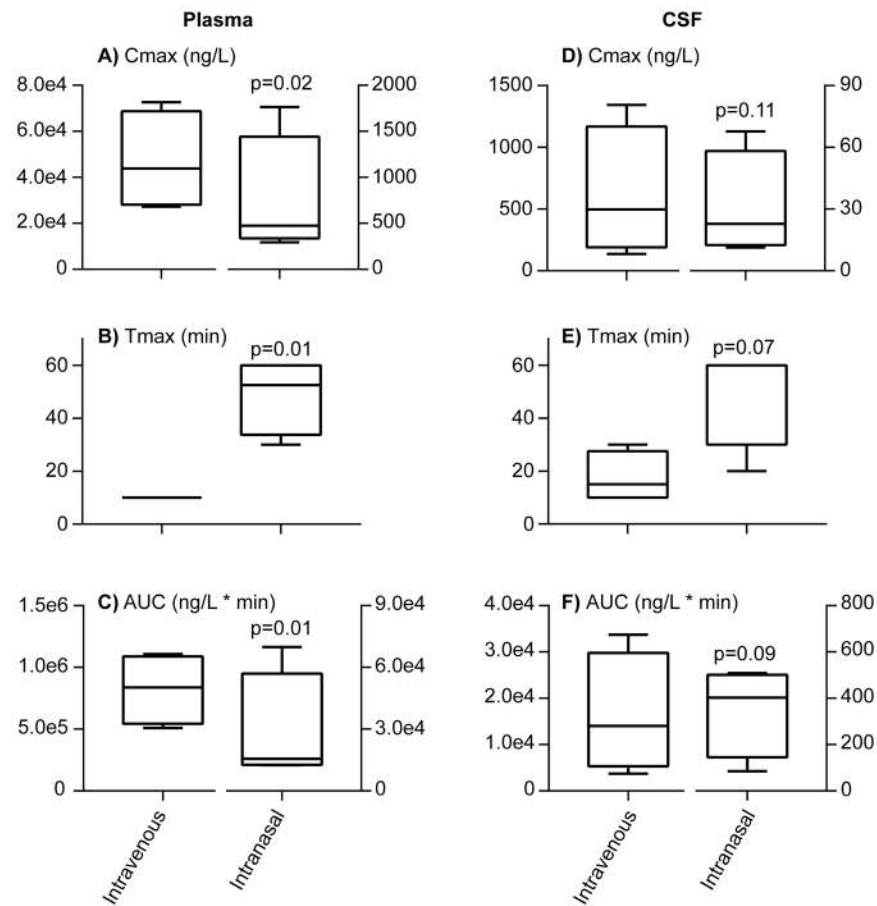 Plasma
CSF
A) Cmax (ng/L)
8.0e4
6.0e4
4.0e4
2.0e4
0
p=0.02
2000
1500
1000
500
0
D) Cmax (ng/L)
1500
1000
500
0
p=0.11
90
60
30
0
B) Tmax (min)
60
40
20
0
p=0.01
E) Tmax (min)
60
40
20
0
p=0.07
C) AUC (ng/L * min)
1.5e6
1.0e6
5.0e5
0
p=0.01
9.0e4
6.0e4
3.0e4
0
F) AUC (ng/L * min)
4.0e4
3.0e4
2.0e4
1.0e4
0
p=0.09
800
600
400
200
0
Intravenous
Intranasal
Intravenous
Intranasal